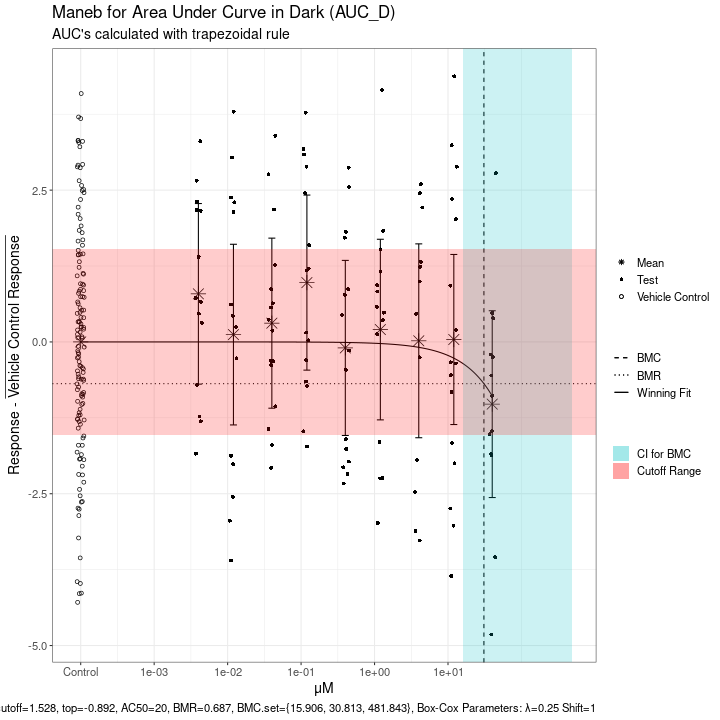 Maneb for Area Under Curve in Dark (AUC_D)
AUC's calculated with trapezoidal rule
Response - Vehicle Control Response
2.5
0.0
-2.5
-5.0
Control
1e-03
1e-02
1e-01
1e+00
1e+01
μM
Mean
Test
Vehicle Control
BMC
BMR
Winning Fit
CI for BMC
Cutoff Range
utoff=1.528, top=-0.892, AC50=20, BMR=0.687, BMC.set={15.906, 30.813, 481.843}, Box-Cox Parameters: λ=0.25 Shift=1